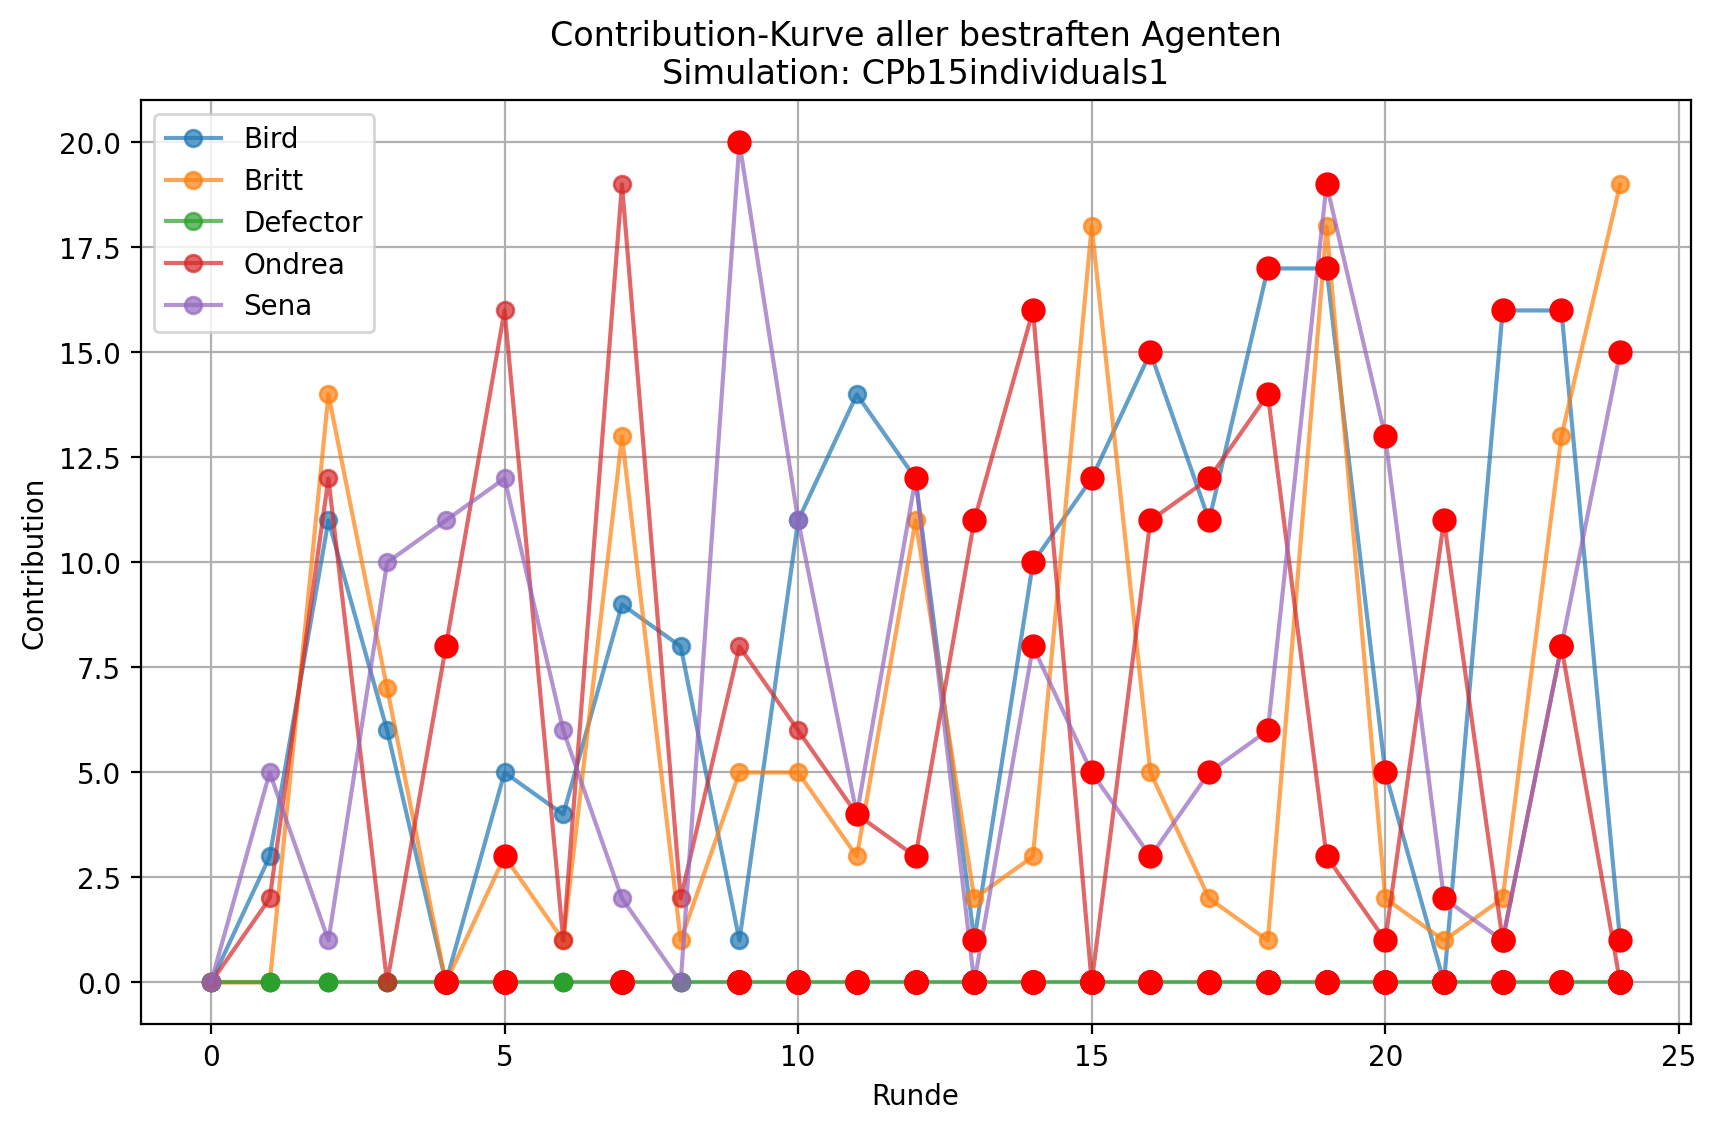 Contribution-Kurve aller bestraften Agenten
Simulation: CPb15individuals1
Bird
Britt
Defector
Ondrea
Sena
Contribution
20.0
17.5
15.0
12.5
10.0
7.5
5.0
2.5
0.0
0 5 10 15 20 25
Runde